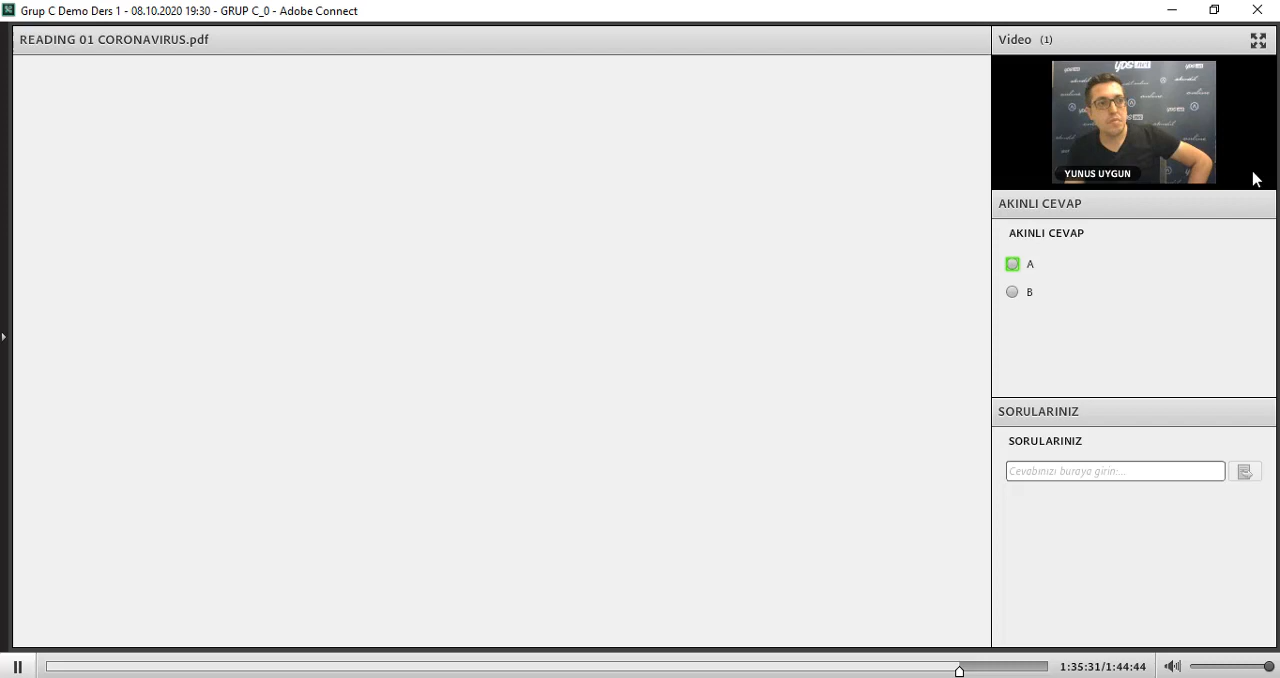 Grup C Demo Ders 1 - 08.10.2020 19:30 - GRUP C_0 - Adobe Connect
READING 01 CORONAVIRUS.pdf
Video (1)
YUNUS UYGUN
AKINLI CEVAP
AKINLI CEVAP
A
B
SORULARINIZ
SORULARINIZ
Cevabınızı buraya girin:...
1:35:31/1:44:44